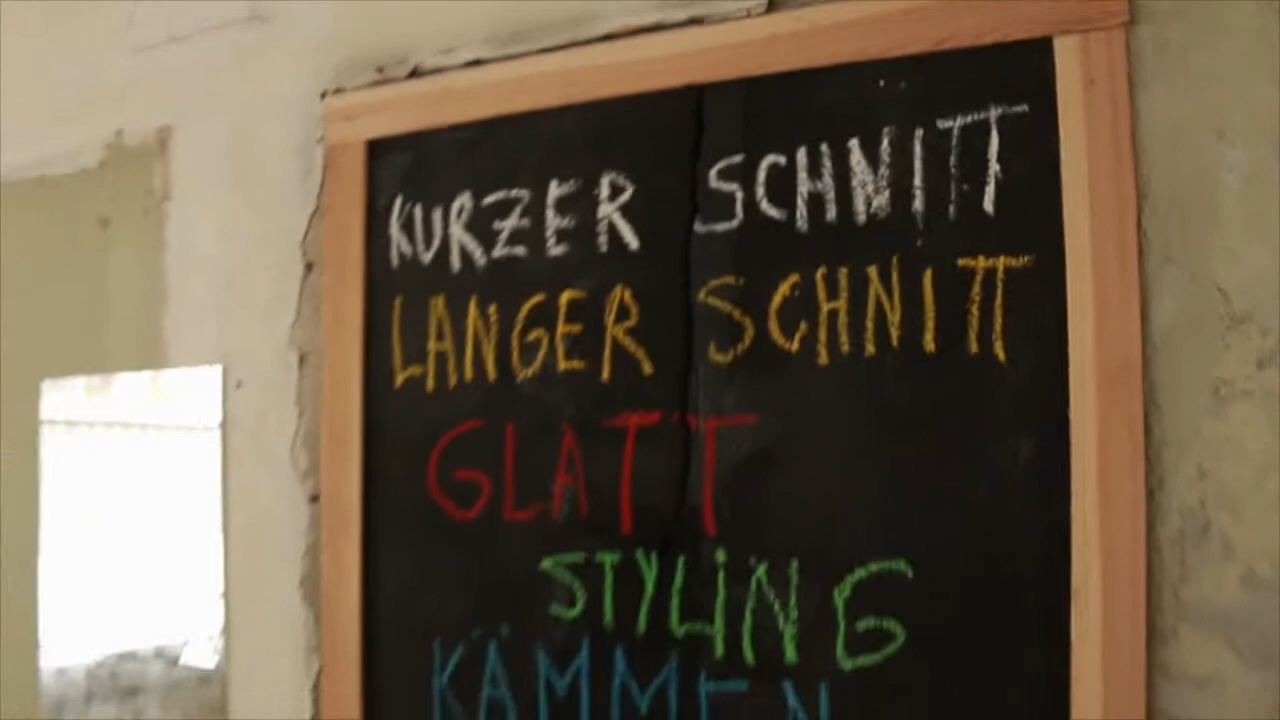 KURZER SCHNITT
LANGER SCHNITT
GLATT
STYLING
KÄMMEN